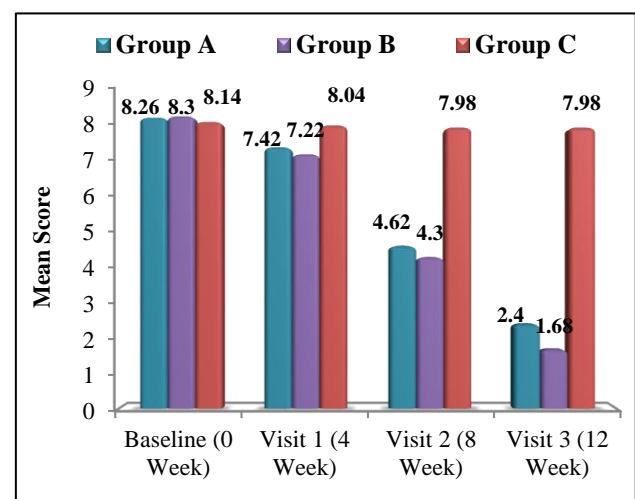 Group A Group B Group C
9
8
7
6
5
4
3
2
1
0
Mean Score
8.26 8.3 8.14
7.42 7.22 8.04
4.62 4.3 7.98
2.4 1.68 7.98
Baseline (0
Week)
Visit 1 (4
Week)
Visit 2 (8
Week)
Visit 3 (12
Week)